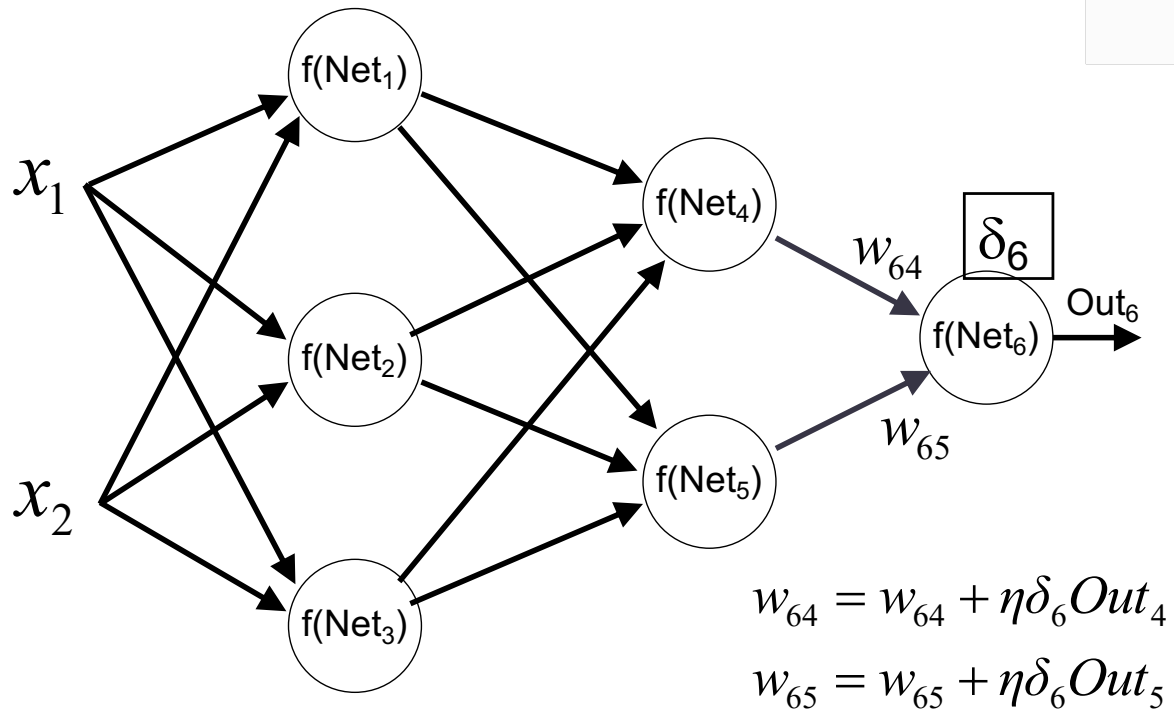 f(Net₁)
x₁
f(Net₄)
δ₆
w₆₄
Out₆
f(Net₂)
f(Net₆)
w₆₅
x₂
f(Net₅)
f(Net₃)
w₆₄ = w₆₄ + ηδ₆Out₄
w₆₅ = w₆₅ + ηδ₆Out₅